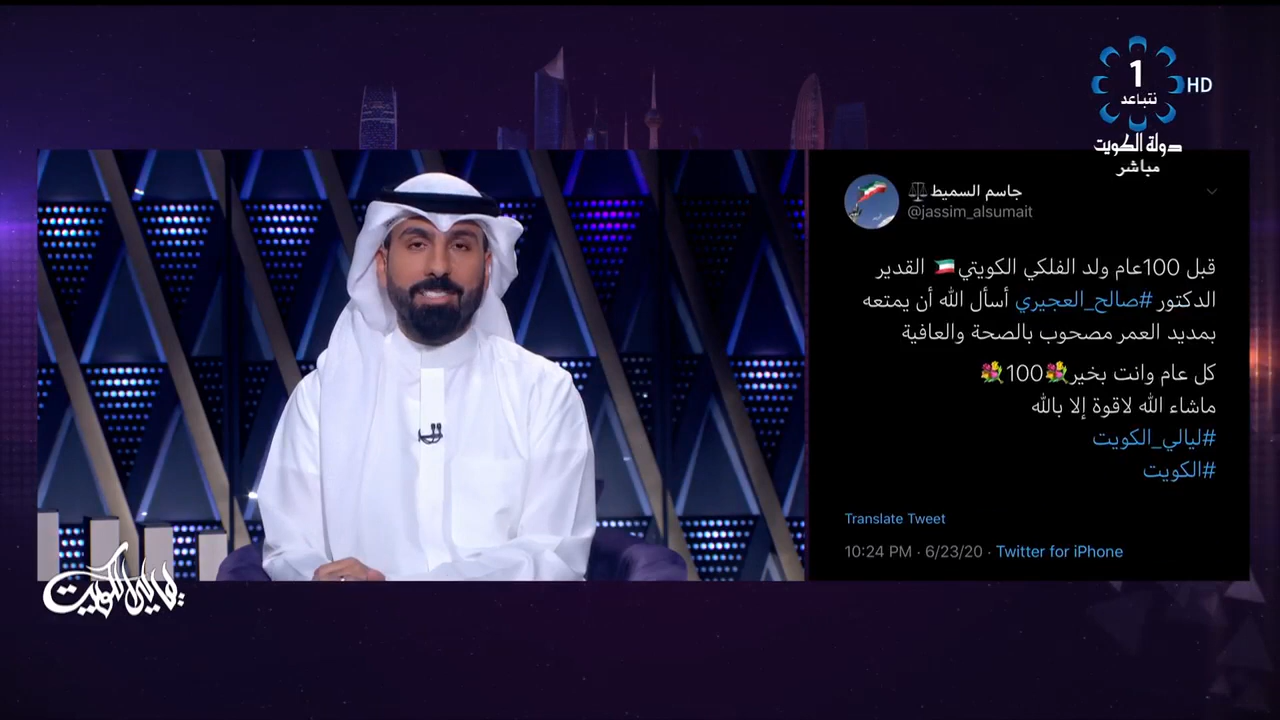 1
HD
نتباعد
دولة الكويت
مباشر
جاسم السميط
@jassim_alsumait
قبل 100عام ولد الفلكي الكويتي🇰🇼 القدير
الدكتور #صالح_العجيري أسأل الله أن يمتعه
بمديد العمر مصحوب بالصحة والعافية
كل عام وانت بخير💐100💐
ماشاء الله لاقوة إلا بالله
#ليالي_الكويت
#الكويت
Translate Tweet
10:24 PM · 6/23/20 · Twitter for iPhone
ليالي الكويت